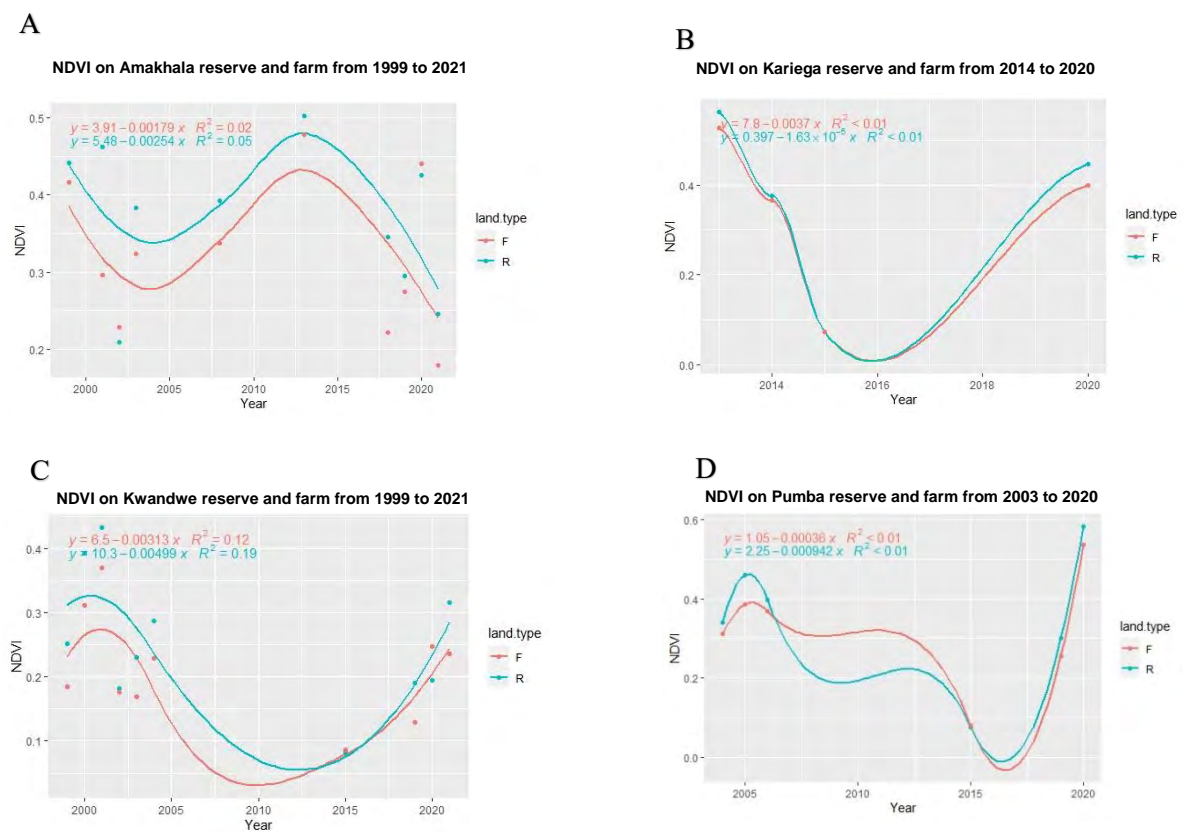 A
NDVI on Amakhala reserve and farm from 1999 to 2021
y = 3.91−0.00179 x R² = 0.02
y = 5.48−0.00254 x R² = 0.05
0.5
0.4
0.3
0.2
NDVI
2000 2005 2010 2015 2020
Year
land.type
F
R
B
NDVI on Kariega reserve and farm from 2014 to 2020
y = 7.8−0.0037 x R² < 0.01
y = 0.397−1.63×10⁻⁵ x R² < 0.01
0.4
0.2
0.0
NDVI
2014 2016 2018 2020
Year
land.type
F
R
C
NDVI on Kwandwe reserve and farm from 1999 to 2021
y = 6.5−0.00313 x R² = 0.12
y = 10.3−0.00499 x R² = 0.19
0.4
0.3
0.2
0.1
NDVI
2000 2005 2010 2015 2020
Year
land.type
F
R
D
NDVI on Pumba reserve and farm from 2003 to 2020
y = 1.05−0.00036 x R² < 0.01
y = 2.25−0.000942 x R² < 0.01
0.6
0.4
0.2
0.0
NDVI
2005 2010 2015 2020
Year
land.type
F
R